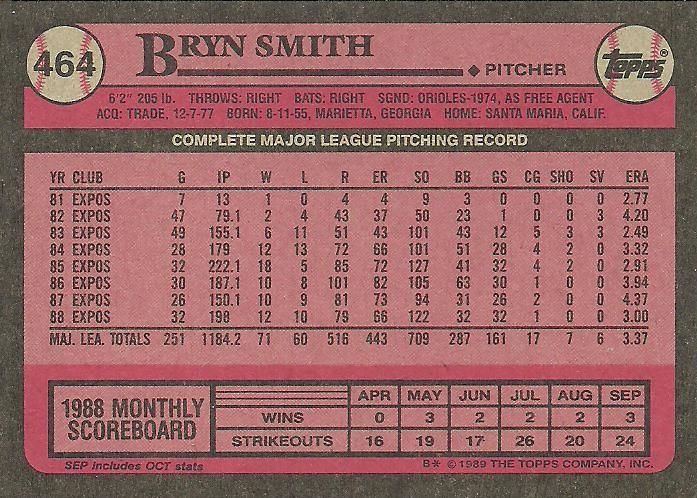 464 BRYN SMITH TOPPS®
PITCHER
6'2" 205 lb. THROWS: RIGHT BATS: RIGHT SGND: ORIOLES-1974, AS FREE AGENT
ACQ: TRADE, 12-7-77 BORN: 8-11-55, MARIETTA, GEORGIA HOME: SANTA MARIA, CALIF.
COMPLETE MAJOR LEAGUE PITCHING RECORD
YR CLUB G IP W L R ER SO BB GS CG SHO SV ERA
81 EXPOS 7 13 1 0 4 4 9 3 0 0 0 0 2.77
82 EXPOS 47 79.1 2 4 43 37 50 23 1 0 0 3 4.20
83 EXPOS 49 155.1 6 11 51 43 101 43 12 5 3 3 2.49
84 EXPOS 28 179 12 13 72 66 101 51 28 4 2 0 3.32
85 EXPOS 32 222.1 18 5 85 72 127 41 32 4 2 0 2.91
86 EXPOS 30 187.1 10 8 101 82 105 63 30 1 0 0 3.94
87 EXPOS 26 150.1 10 9 81 73 94 31 26 2 0 0 4.37
88 EXPOS 32 198 12 10 79 66 122 32 32 1 0 0 3.00
MAJ. LEA. TOTALS 251 1184.2 71 60 516 443 709 287 161 17 7 6 3.37
1988 MONTHLY SCOREBOARD
APR MAY JUN JUL AUG SEP
WINS 0 3 2 2 2 3
STRIKEOUTS 16 19 17 26 20 24
SEP includes OCT stats B* © 1989 THE TOPPS COMPANY, INC.